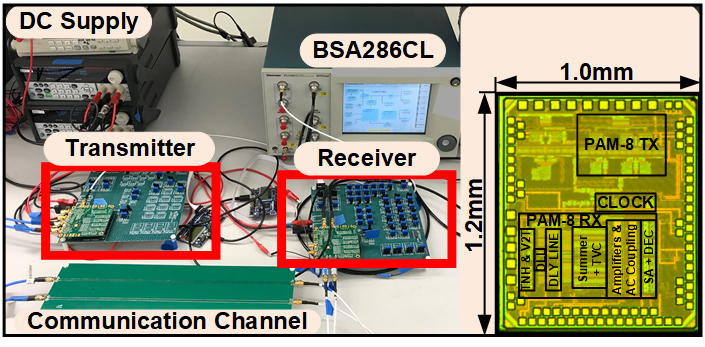 DC Supply
BSA286CL
Transmitter
Receiver
Communication Channel
1.0mm
1.2mm
PAM-8 TX
CLOCK
PAM-8 RX
TNH & V2T
DLL
DLY LINE
Summer
+ TVC
Amplifiers &
AC Coupling
SA + DEC